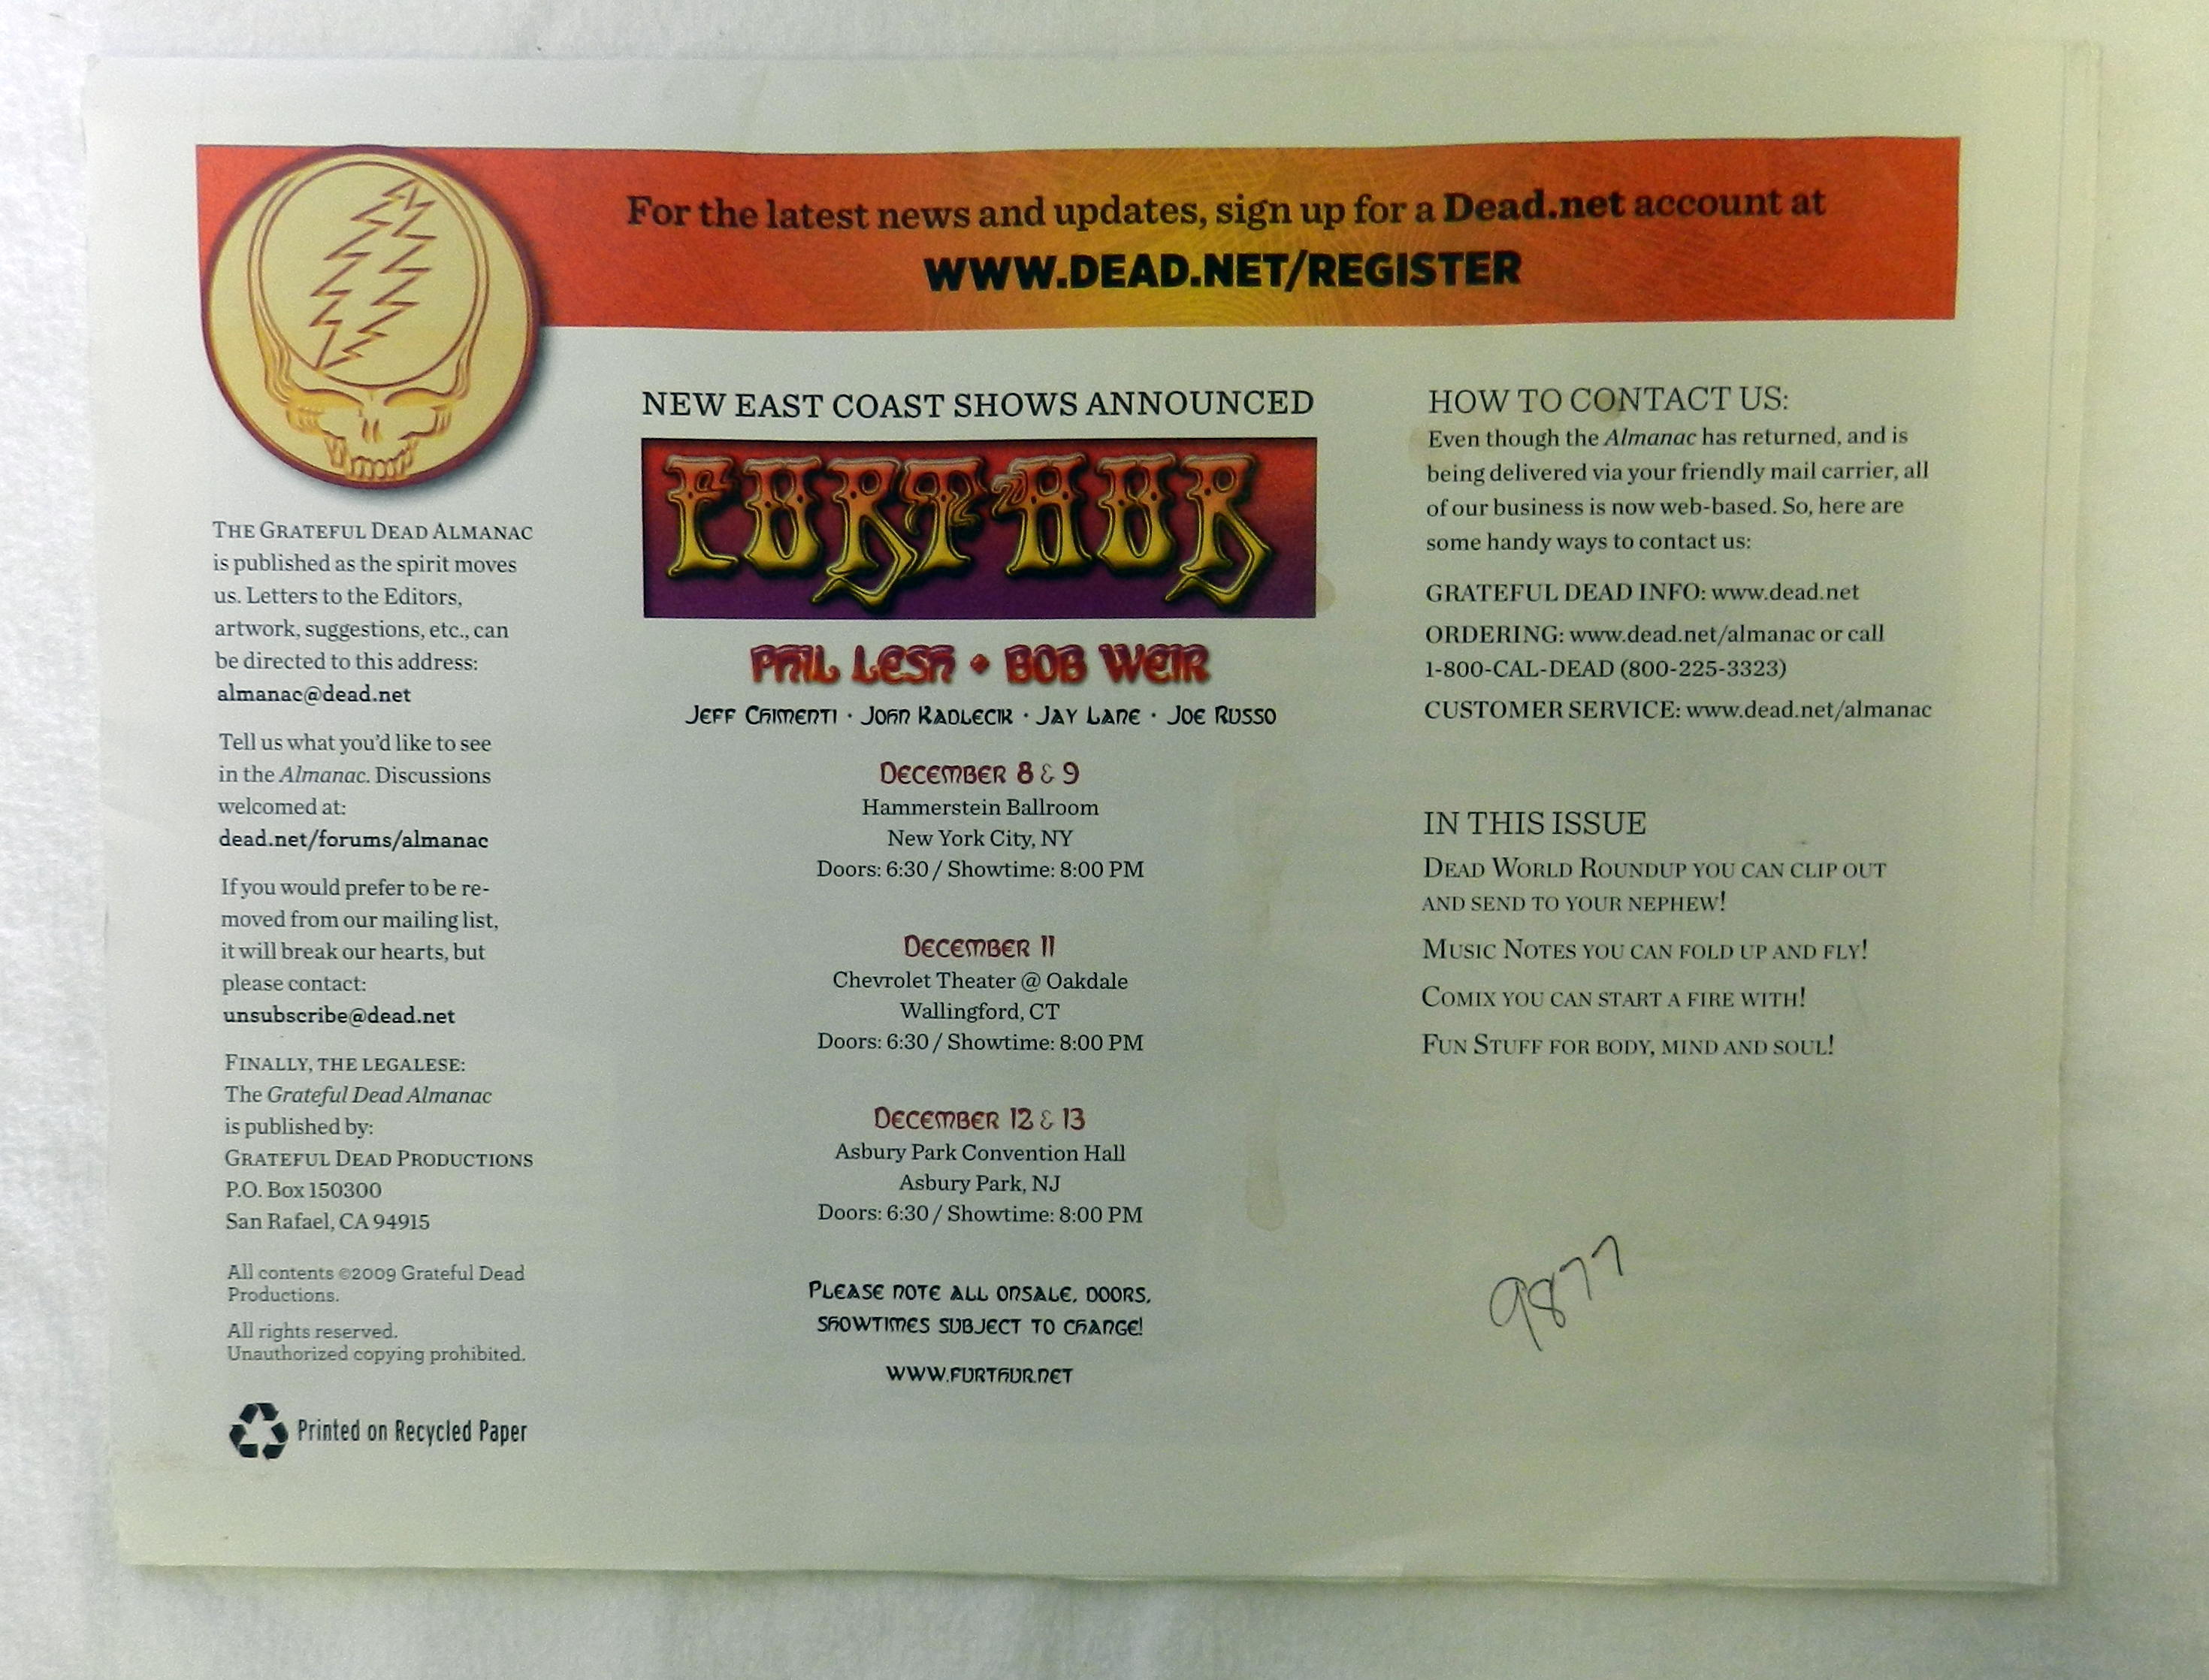 For the latest news and updates, sign up for a Dead.net account at
WWW.DEAD.NET/REGISTER
THE GRATEFUL DEAD ALMANAC
is published as the spirit moves
us. Letters to the Editors,
artwork, suggestions, etc., can
be directed to this address:
almanac@dead.net
Tell us what you'd like to see
in the Almanac. Discussions
welcomed at:
dead.net/forums/almanac
If you would prefer to be re-
moved from our mailing list,
it will break our hearts, but
please contact:
unsubscribe@dead.net
FINALLY, THE LEGALESE:
The Grateful Dead Almanac
is published by:
GRATEFUL DEAD PRODUCTIONS
P.O. Box 150300
San Rafael, CA 94915
All contents ©2009 Grateful Dead
Productions.
All rights reserved.
Unauthorized copying prohibited.
Printed on Recycled Paper
NEW EAST COAST SHOWS ANNOUNCED
FURTHUR
PHIL LESH • BOB WEIR
JEFF CHIMENTI · JOHN KADLECIK · JAY LANE · JOE RUSSO
DECEMBER 8 & 9
Hammerstein Ballroom
New York City, NY
Doors: 6:30 / Showtime: 8:00 PM
DECEMBER 11
Chevrolet Theater @ Oakdale
Wallingford, CT
Doors: 6:30 / Showtime: 8:00 PM
DECEMBER 12 & 13
Asbury Park Convention Hall
Asbury Park, NJ
Doors: 6:30 / Showtime: 8:00 PM
PLEASE NOTE ALL ONSALE, DOORS,
SHOWTIMES SUBJECT TO CHANGE!
WWW.FURTHUR.NET
HOW TO CONTACT US:
Even though the Almanac has returned, and is
being delivered via your friendly mail carrier, all
of our business is now web-based. So, here are
some handy ways to contact us:
GRATEFUL DEAD INFO: www.dead.net
ORDERING: www.dead.net/almanac or call
1-800-CAL-DEAD (800-225-3323)
CUSTOMER SERVICE: www.dead.net/almanac
IN THIS ISSUE
DEAD WORLD ROUNDUP YOU CAN CLIP OUT
AND SEND TO YOUR NEPHEW!
MUSIC NOTES YOU CAN FOLD UP AND FLY!
COMIX YOU CAN START A FIRE WITH!
FUN STUFF FOR BODY, MIND AND SOUL!
9877